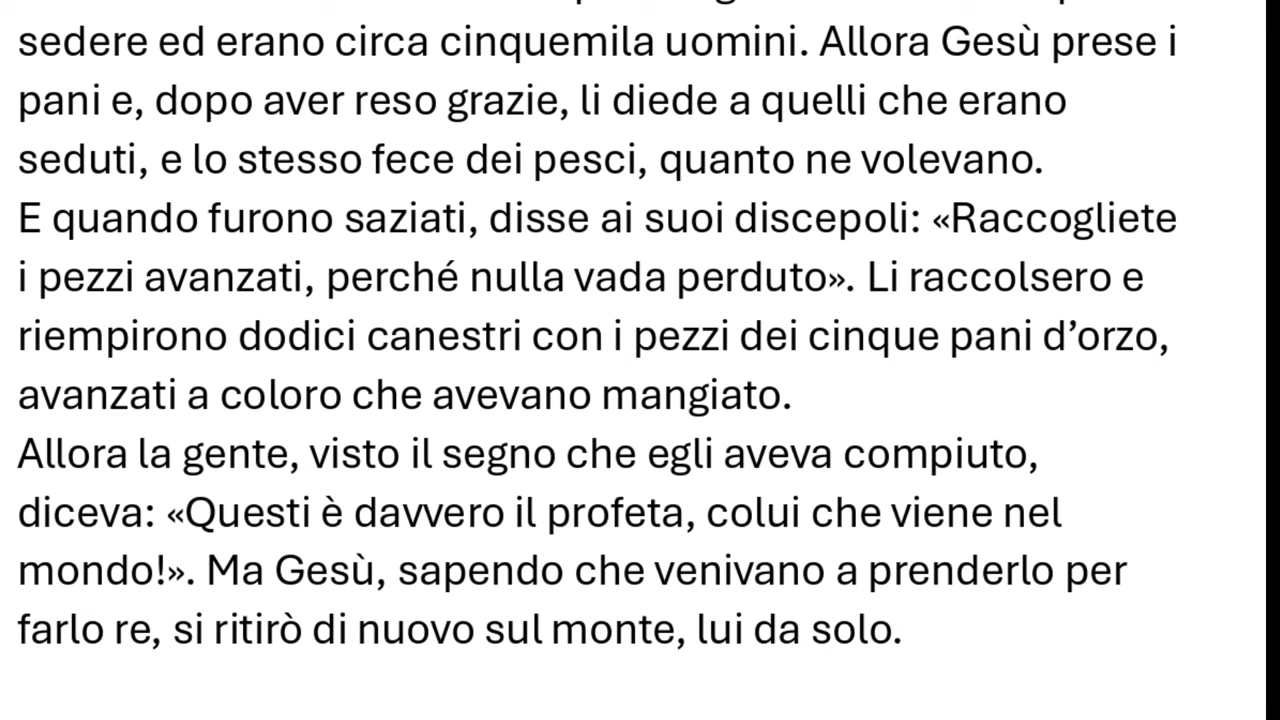 sedere ed erano circa cinquemila uomini. Allora Gesù prese i
pani e, dopo aver reso grazie, li diede a quelli che erano
seduti, e lo stesso fece dei pesci, quanto ne volevano.
E quando furono saziati, disse ai suoi discepoli: «Raccogliete
i pezzi avanzati, perché nulla vada perduto». Li raccolsero e
riempirono dodici canestri con i pezzi dei cinque pani d’orzo,
avanzati a coloro che avevano mangiato.
Allora la gente, visto il segno che egli aveva compiuto,
diceva: «Questi è davvero il profeta, colui che viene nel
mondo!». Ma Gesù, sapendo che venivano a prenderlo per
farlo re, si ritirò di nuovo sul monte, lui da solo.